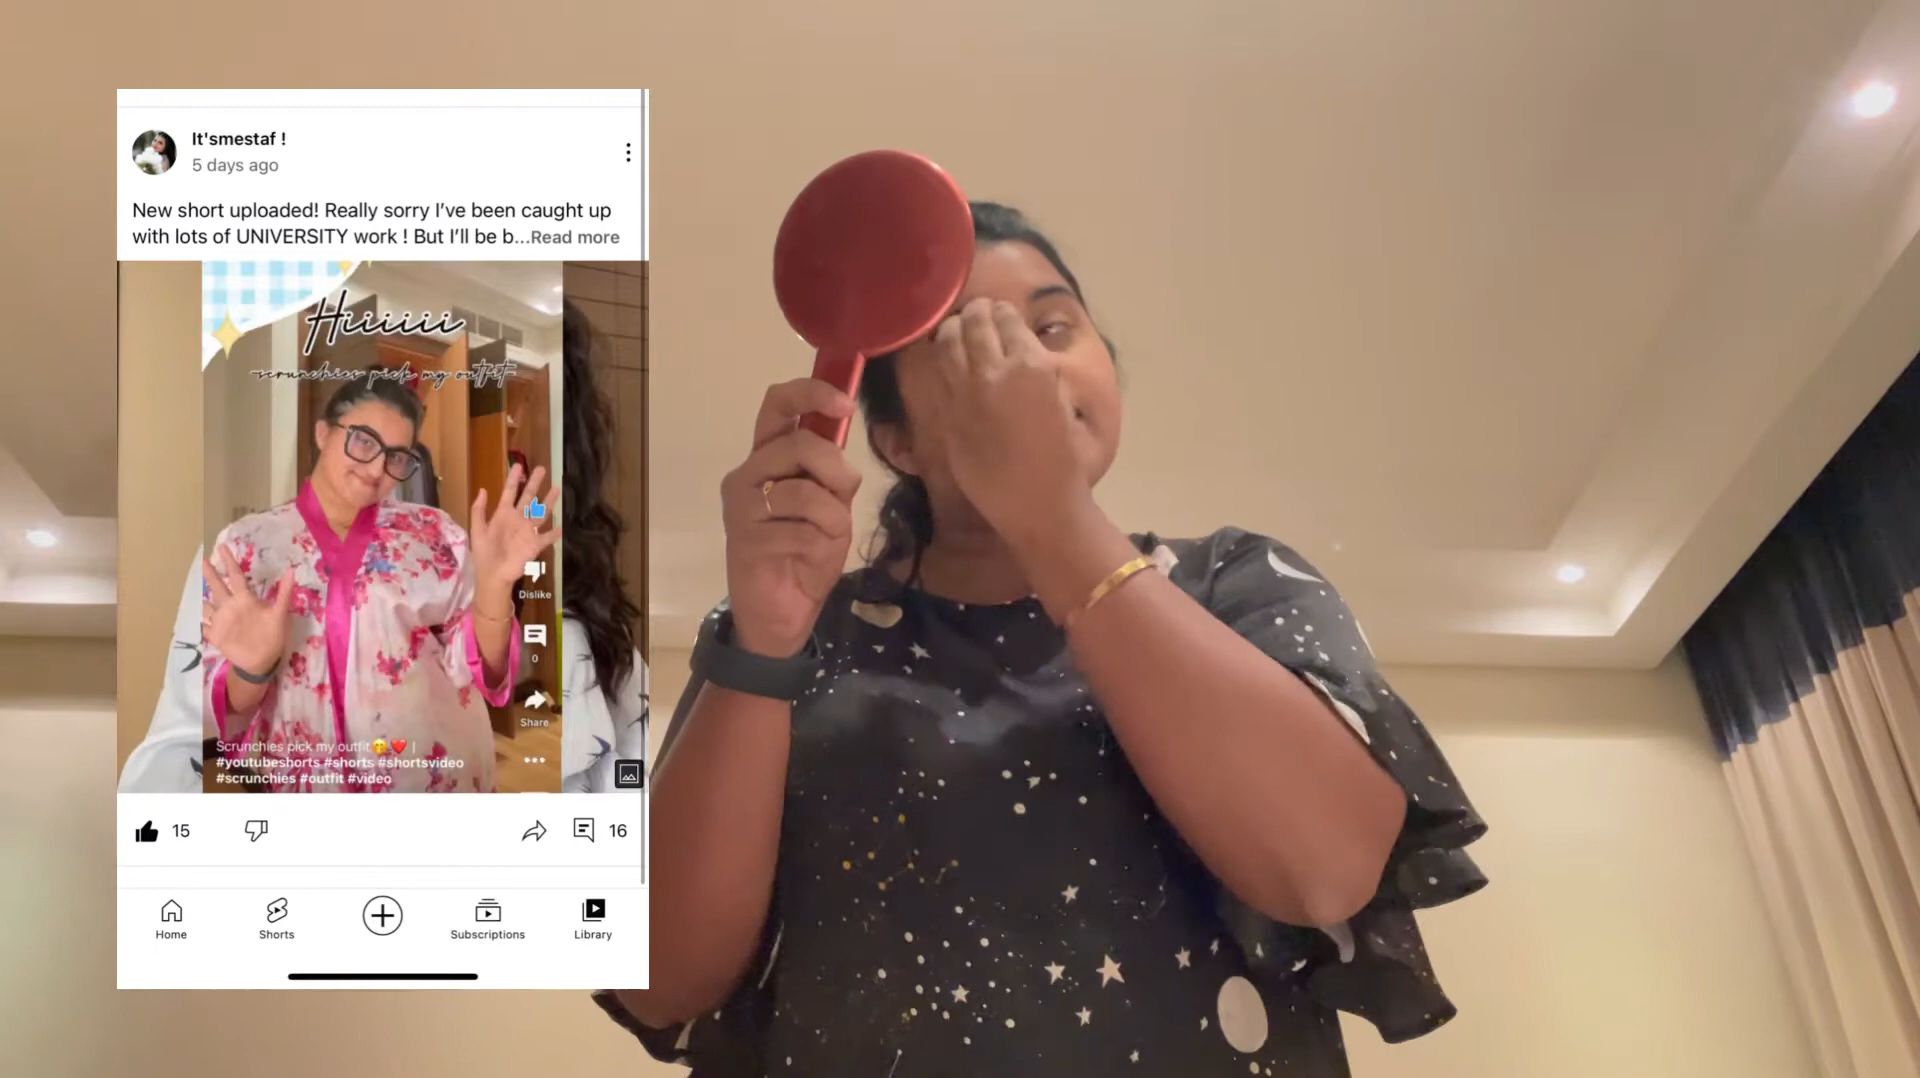 It'smestaf !
5 days ago
New short uploaded! Really sorry I've been caught up
with lots of UNIVERSITY work ! But I'll be b...Read more
Hiiiiii
scrunchies pick my outfit
Dislike
0
Share
Scrunchies pick my outfit🤭❤️ |
#youtubeshorts #shorts #shortsvideo
#scrunchies #outfit #video
15
16
Home
Shorts
Subscriptions
Library